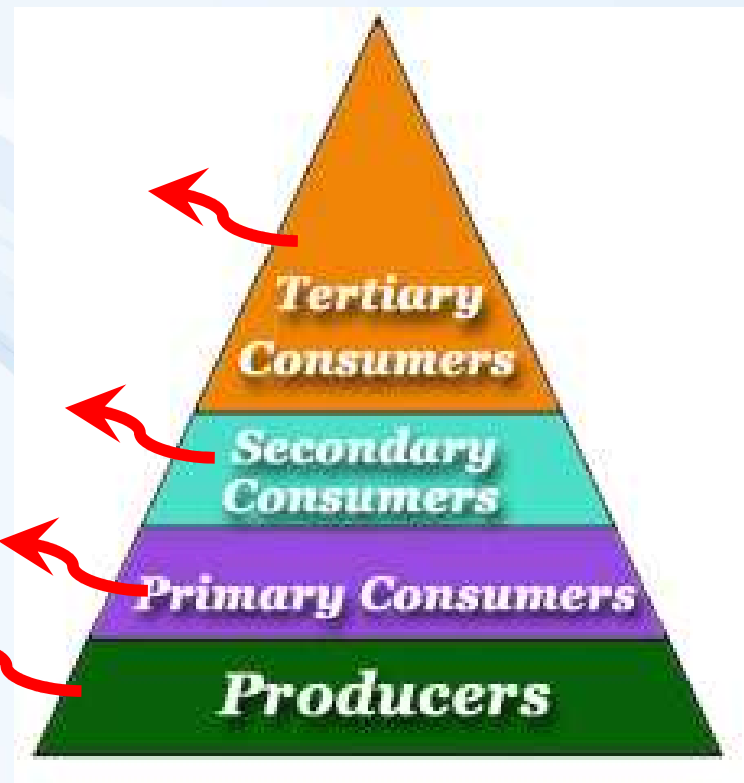 Tertiary
Consumers
Secondary
Consumers
Primary Consumers
Producers